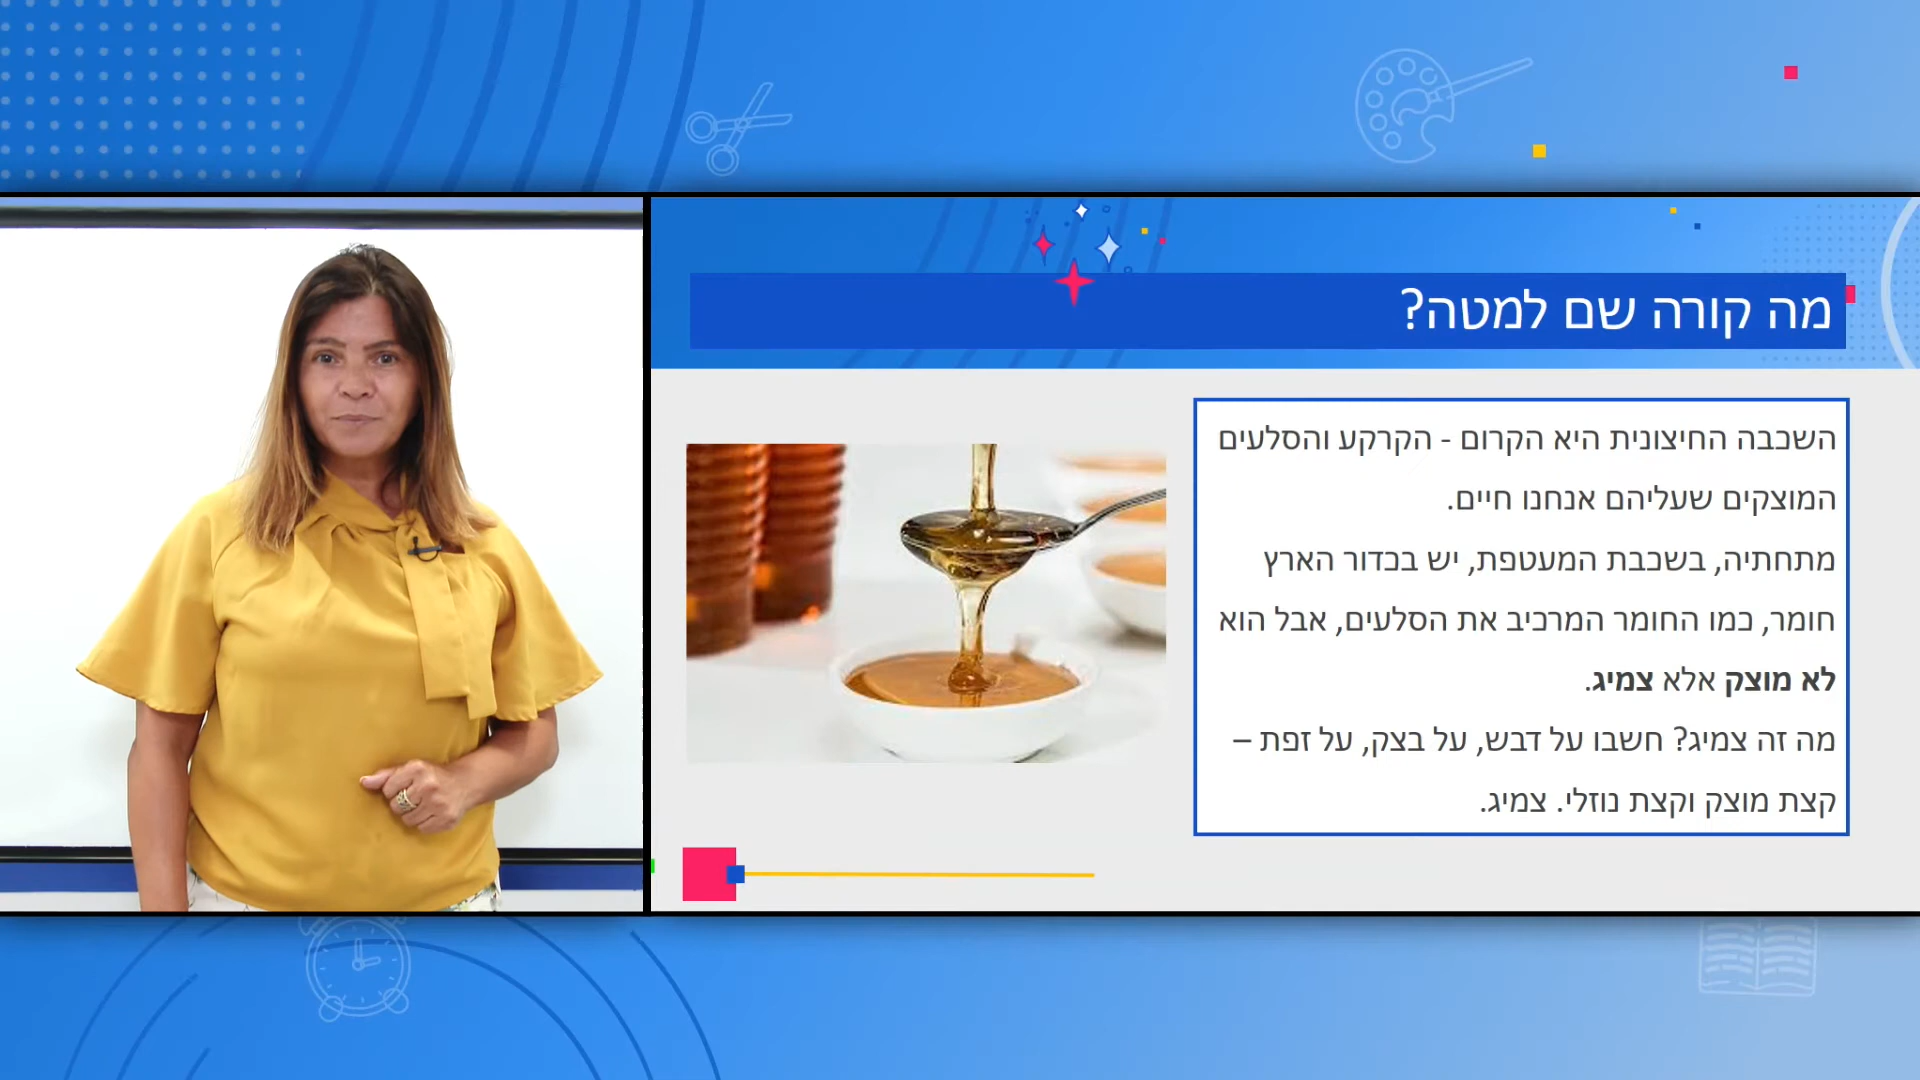 מה קורה שם למטה?
השכבה החיצונית היא הקרום - הקרקע והסלעים
המוצקים שעליהם אנחנו חיים.
מתחתיה, בשכבת המעטפת, יש בכדור הארץ
חומר, כמו החומר המרכיב את הסלעים, אבל הוא
לא מוצק אלא צמיג.
מה זה צמיג? חשבו על דבש, על בצק, על זפת –
קצת מוצק וקצת נוזלי. צמיג.